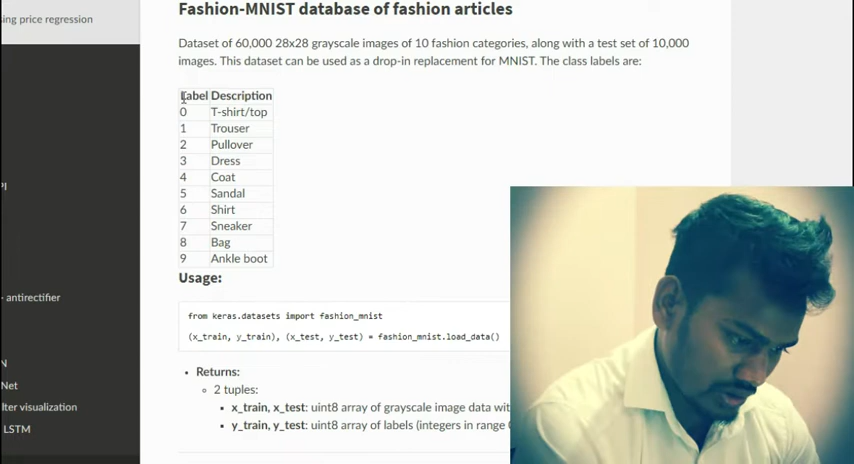 sing price regression
Fashion-MNIST database of fashion articles
Dataset of 60,000 28x28 grayscale images of 10 fashion categories, along with a test set of 10,000
images. This dataset can be used as a drop-in replacement for MNIST. The class labels are:
Label Description
0 T-shirt/top
1 Trouser
2 Pullover
3 Dress
4 Coat
5 Sandal
6 Shirt
7 Sneaker
8 Bag
9 Ankle boot
Usage:
from keras.datasets import fashion_mnist
(x_train, y_train), (x_test, y_test) = fashion_mnist.load_data()
• Returns:
◦ 2 tuples:
▪ x_train, x_test: uint8 array of grayscale image data wit
▪ y_train, y_test: uint8 array of labels (integers in range
PI
- antirectifier
N
Net
lter visualization
LSTM